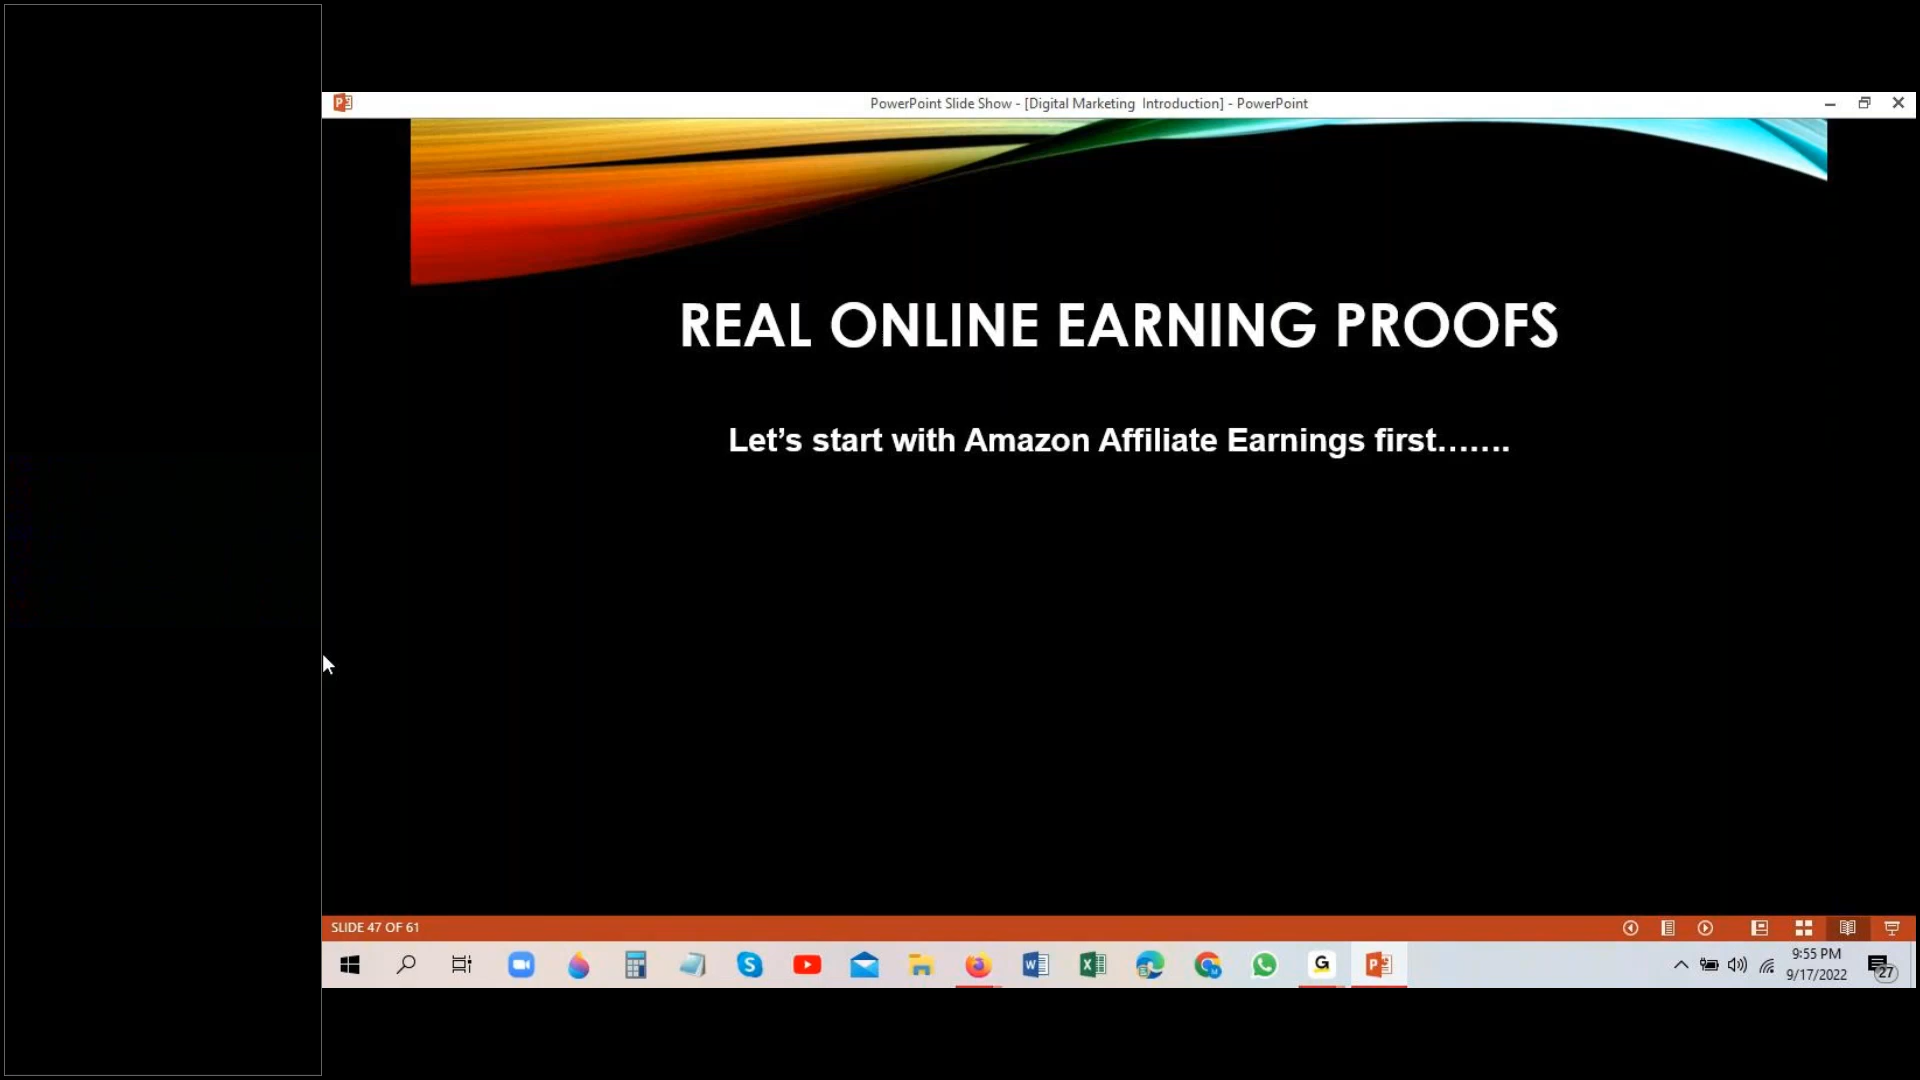 PowerPoint Slide Show - [Digital Marketing  Introduction] - PowerPoint
REAL ONLINE EARNING PROOFS
Let’s start with Amazon Affiliate Earnings first.......
SLIDE 47 OF 61
9:55 PM
9/17/2022
27